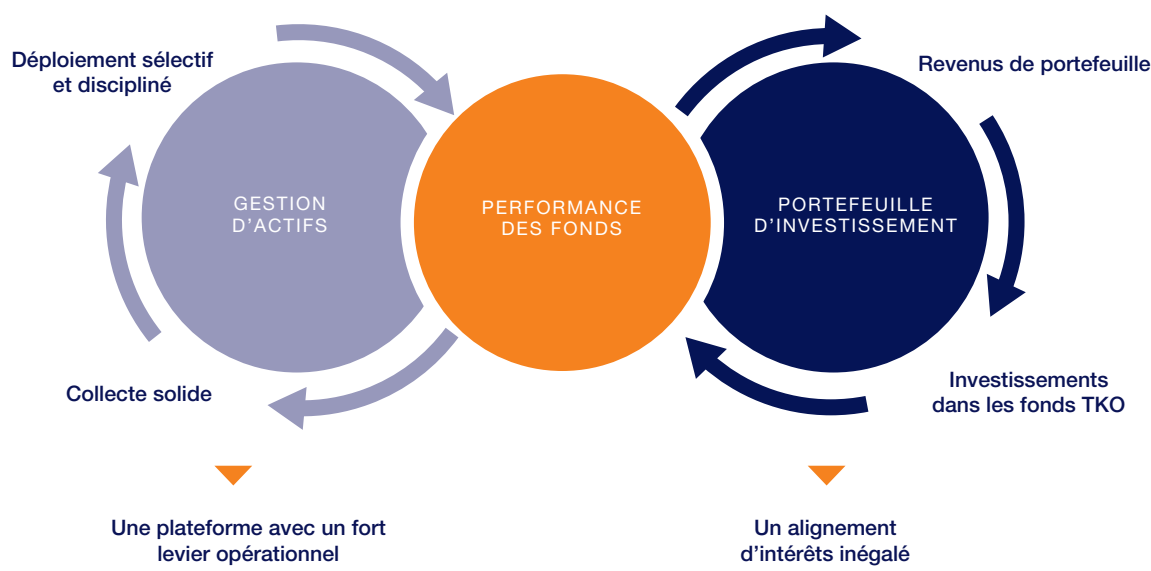 Déploiement sélectif
et discipliné
Revenus de portefeuille
GESTION
D’ACTIFS
PERFORMANCE
DES FONDS
PORTEFEUILLE
D’INVESTISSEMENT
Collecte solide
Investissements
dans les fonds TKO
Une plateforme avec un fort
levier opérationnel
Un alignement
d’intérêts inégalé